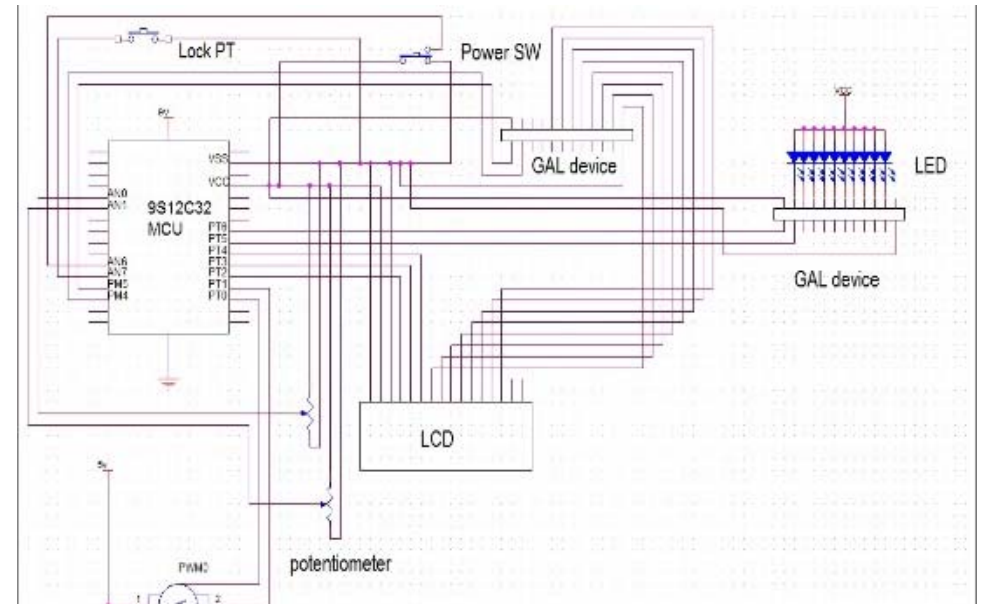 Lock PT
Power SW
VCC
GAL device
LED
VSS
VCC
AN0
AN1
9S12C32
MCU
PT6
PT5
PT4
PT3
PT2
PT1
PT0
AN6
AN7
PM5
PM4
GAL device
LCD
5v
potentiometer
PWM0
1
2